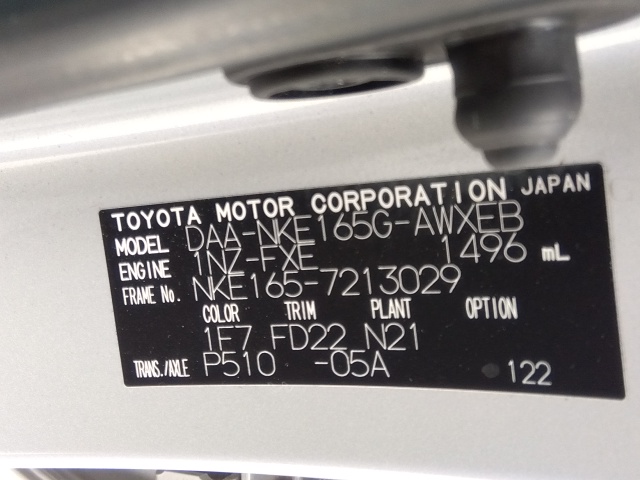 TOYOTA MOTOR CORPORATION JAPAN
MODEL DAA-NKE165G-AWXEB
ENGINE 1NZ-FXE 1496 mL
FRAME No. NKE165-7213029
COLOR TRIM PLANT OPTION
1F7 FD22 N21
TRANS./AXLE P510 -05A 122